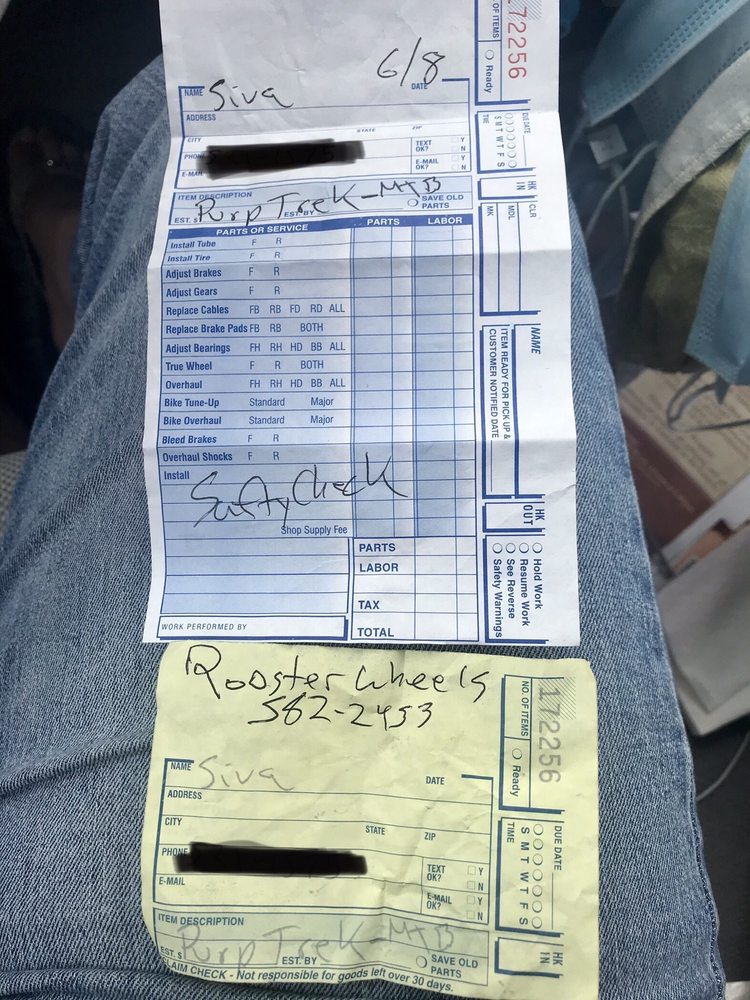 172256
OF ITEMS
Ready
6/8
NAME Siva DATE
ADDRESS
CITY STATE ZIP
PHONE TEXT OK? Y N
E-MAIL E-MAIL OK? Y N
DUE DATE
S M T W T F S
TIME
HK IN
ITEM DESCRIPTION Purp Trek-MTB SAVE OLD PARTS
EST. $ EST. BY
CLR
MDL
MK
PARTS OR SERVICE PARTS LABOR
Install Tube F R
Install Tire F R
Adjust Brakes F R
Adjust Gears F R
Replace Cables FB RB FD RD ALL
Replace Brake Pads FB RB BOTH
Adjust Bearings FH RH HD BB ALL
True Wheel F R BOTH
Overhaul FH RH HD BB ALL
Bike Tune-Up Standard Major
Bike Overhaul Standard Major
Bleed Brakes F R
Overhaul Shocks F R
Install
Safty Check
Shop Supply Fee
PARTS
LABOR
TAX
TOTAL
WORK PERFORMED BY
NAME
ITEM READY FOR PICK UP &
CUSTOMER NOTIFIED DATE
HK OUT
Hold Work
Resume Work
See Reverse
Safety Warnings
Rooster Wheels
582-2453
172256
NO. OF ITEMS
Ready
NAME Siva DATE
ADDRESS
CITY STATE ZIP
PHONE TEXT OK? Y N
E-MAIL E-MAIL OK? Y N
DUE DATE
S M T W T F S
TIME
HK IN
ITEM DESCRIPTION
Purp Trek-MTB
EST. $ EST. BY SAVE OLD PARTS
CLAIM CHECK - Not responsible for goods left over 30 days.